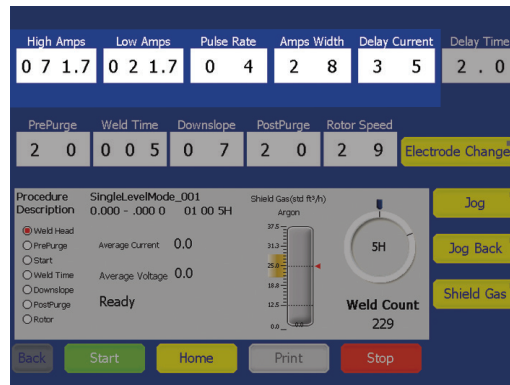 High Amps Low Amps Pulse Rate Amps Width Delay Current Delay Time
0 7 1.7 0 2 1.7 0 4 2 8 3 5 2 . 0
PrePurge Weld Time Downslope PostPurge Rotor Speed
2 0 0 0 5 0 7 2 0 2 9 Electrode Change
Procedure Description
SingleLevelMode_001
0.000 - .000 0 01 00 5H
Weld Head
PrePurge
Start
Weld Time
Downslope
PostPurge
Rotor
Average Current 0.0
Average Voltage 0.0
Ready
Shield Gas(std ft³/h)
Argon
37.5
31.3
25.0
18.8
12.5
0.0
0.0
5H
Weld Count
229
Jog
Jog Back
Shield Gas
Back Start Home Print Stop